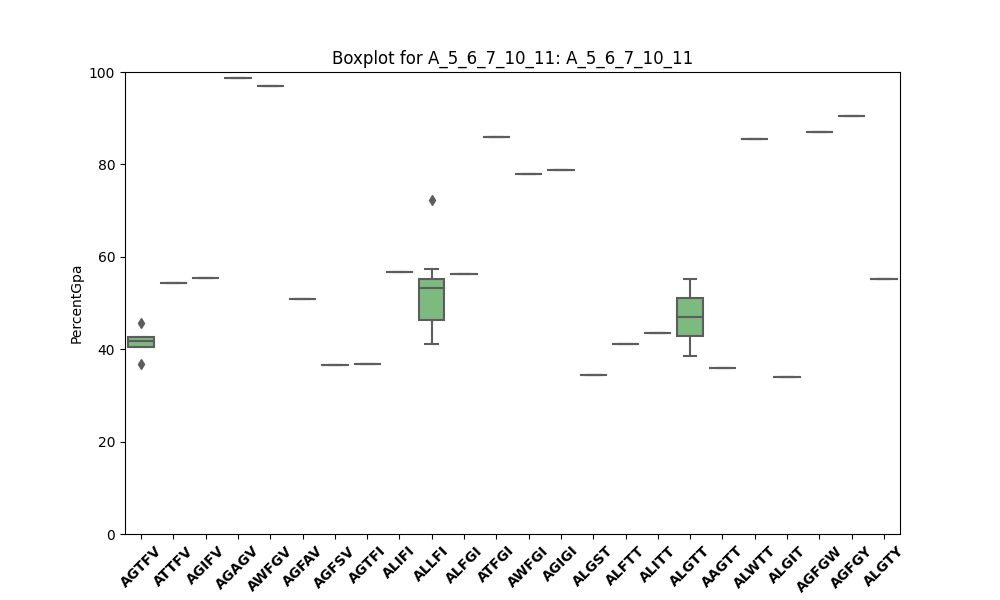 Boxplot for A_5_6_7_10_11: A_5_6_7_10_11
PercentGpa
100
80
60
40
20
0
AGTFV ATTFV AGIFV AGAGV AWFGV AGFAV AGFSV AGTFI ALIFI ALLFI ALFGI ATFGI AWFGI AGIGI ALGST ALFTT ALITT ALGTT AAGTT ALWTT ALGIT AGFGW AGFGY ALGTY